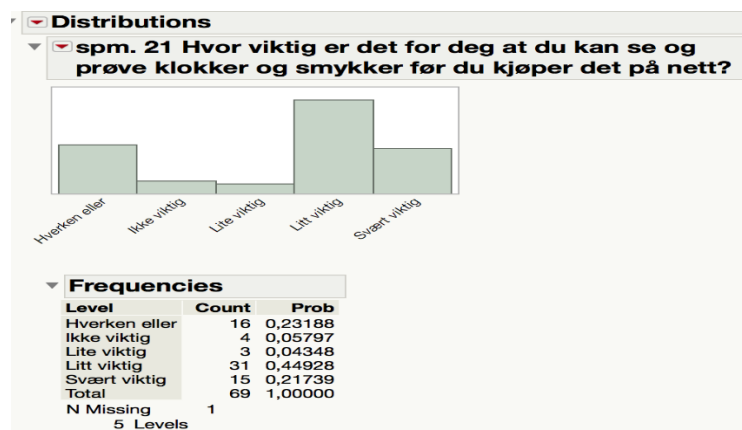 Distributions
spm. 21 Hvor viktig er det for deg at du kan se og
prøve klokker og smykker før du kjøper det på nett?
Hverken eller
Ikke viktig
Lite viktig
Litt viktig
Svært viktig
Frequencies
Level Count Prob
Hverken eller 16 0,23188
Ikke viktig 4 0,05797
Lite viktig 3 0,04348
Litt viktig 31 0,44928
Svært viktig 15 0,21739
Total 69 1,00000
N Missing 1
5 Levels